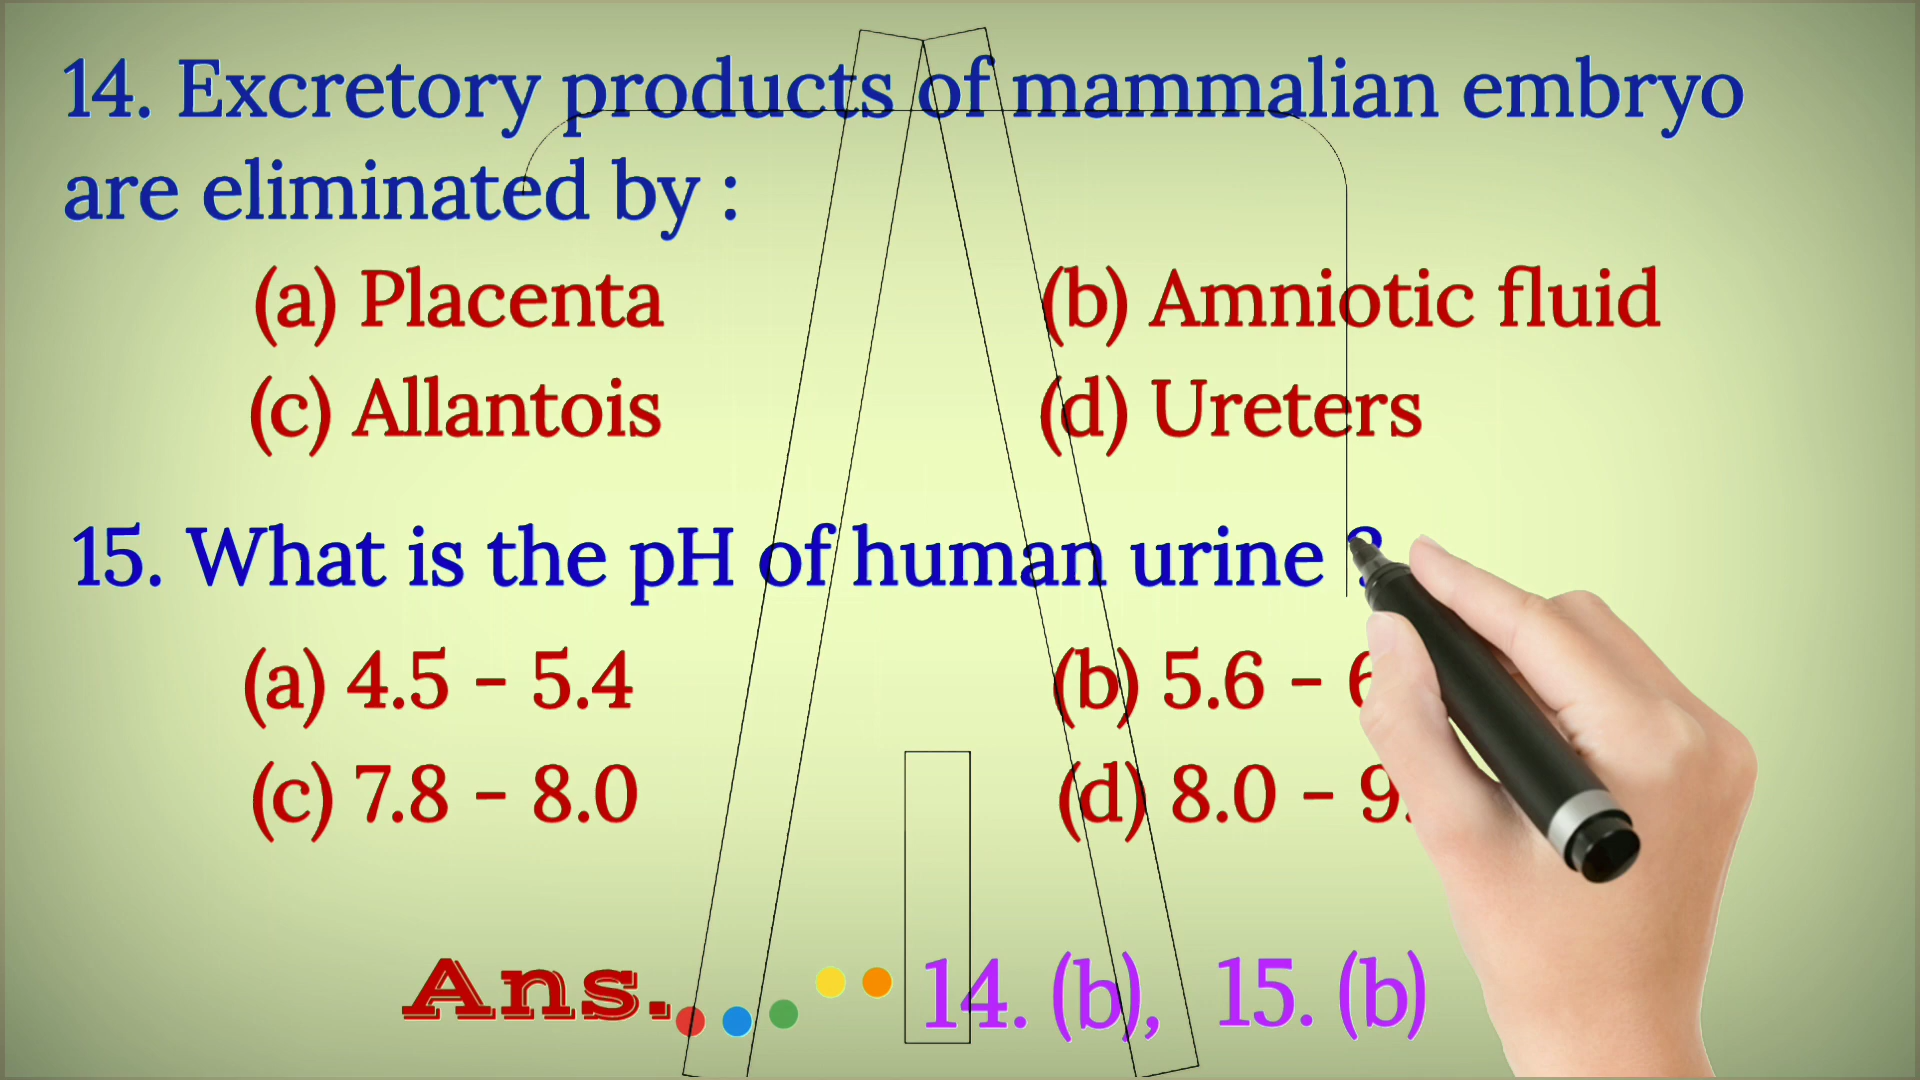 14. Excretory products of mammalian embryo
are eliminated by :
(a) Placenta (b) Amniotic fluid
(c) Allantois (d) Ureters
15. What is the pH of human urine ?
(a) 4.5 - 5.4 (b) 5.6 -
(c) 7.8 - 8.0 (d) 8.0 -
Ans. 14. (b), 15. (b)